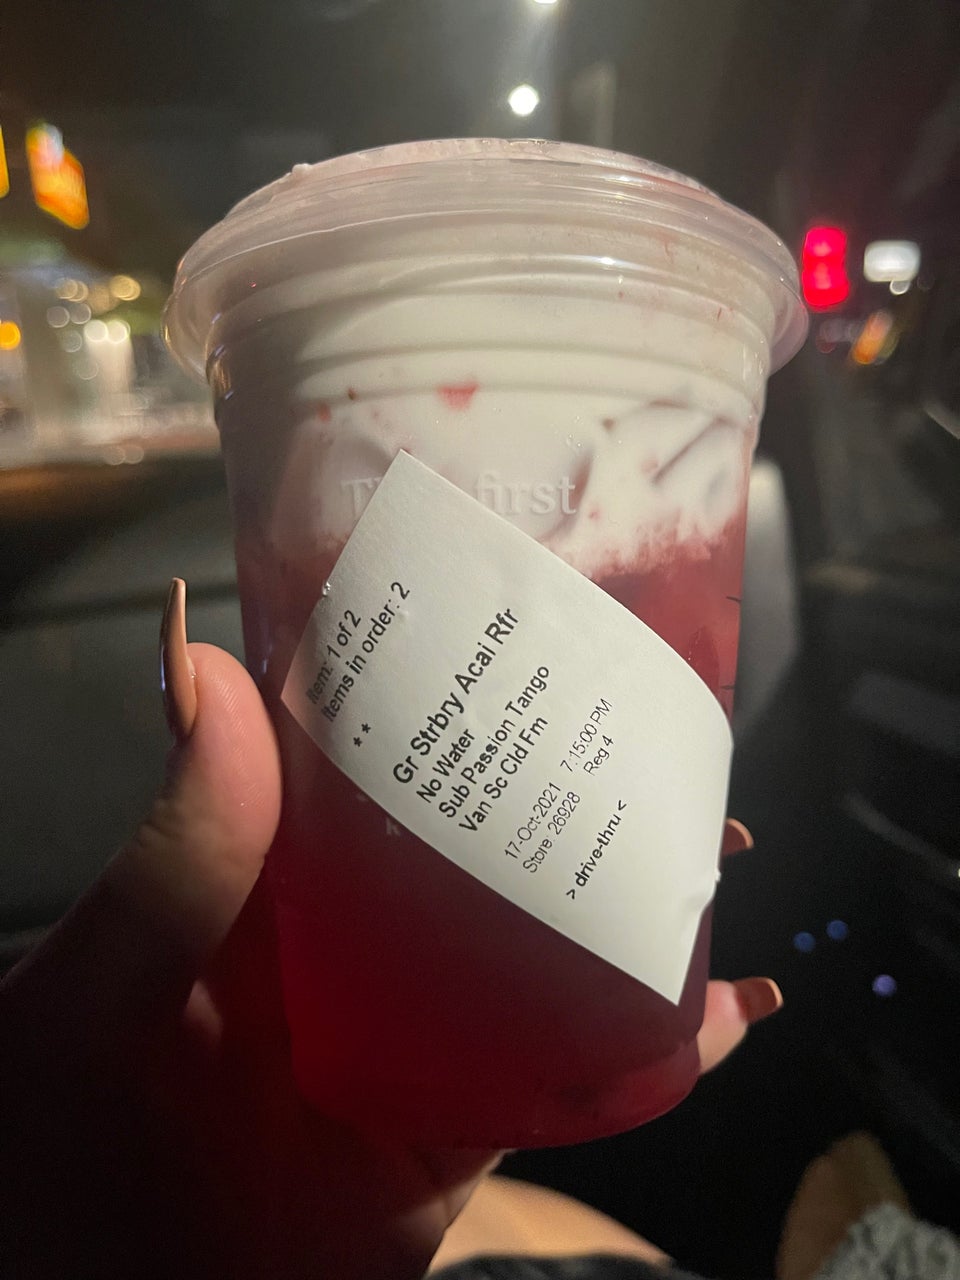 first
Item: 1 of 2
Items in order: 2
**
Gr Strbry Acai Rfr
No Water
Sub Passion Tango
Van Sc Cld Fm
17-Oct-2021 7:15:00 PM
Store: 26928 Reg 4
> drive-thru <